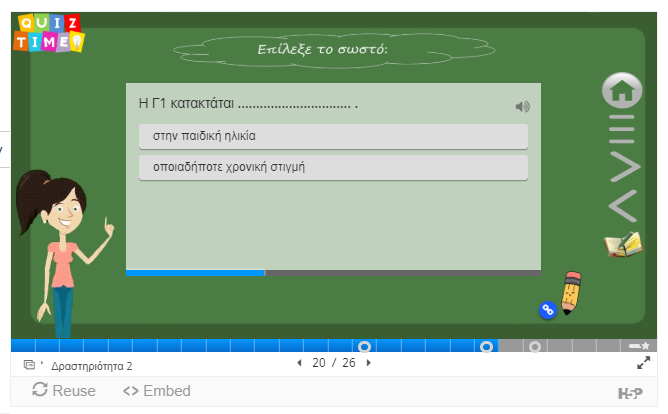 QUIZ
TIME!
Επίλεξε το σωστό:
Η Γ1 κατακτάται .............................. .
στην παιδική ηλικία
οποιαδήποτε χρονική στιγμή
Δραστηριότητα 2
20 / 26
Reuse
<> Embed
H5P